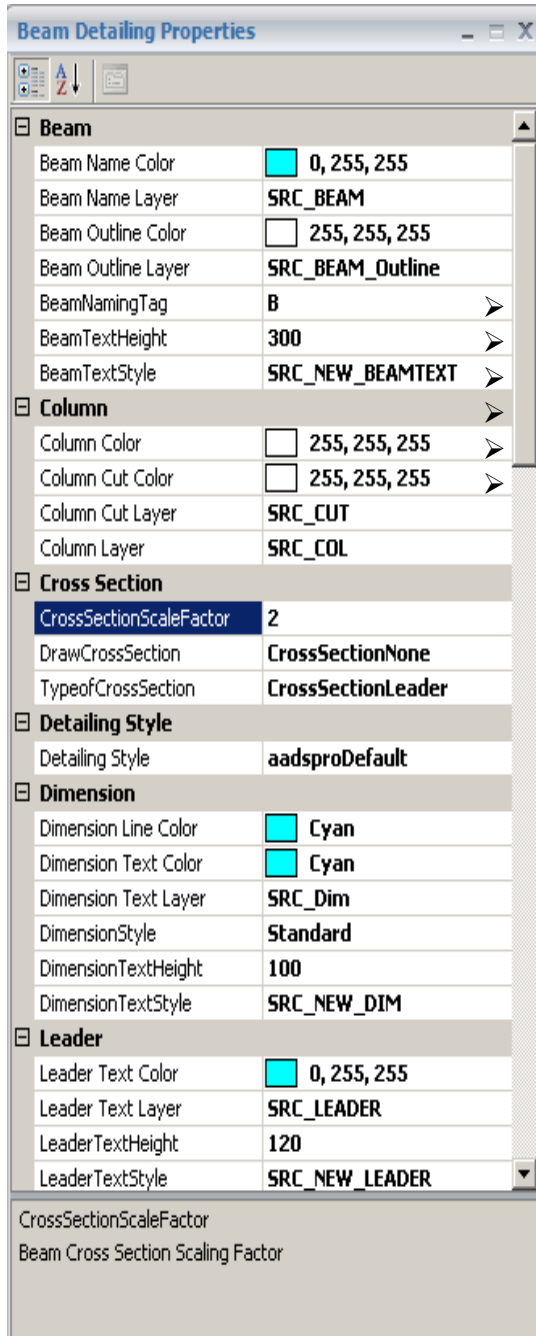 Beam Detailing Properties
Beam
Beam Name Color 0, 255, 255
Beam Name Layer SRC_BEAM
Beam Outline Color 255, 255, 255
Beam Outline Layer SRC_BEAM_Outline
BeamNamingTag B
BeamTextHeight 300
BeamTextStyle SRC_NEW_BEAMTEXT
Column
Column Color 255, 255, 255
Column Cut Color 255, 255, 255
Column Cut Layer SRC_CUT
Column Layer SRC_COL
Cross Section
CrossSectionScaleFactor 2
DrawCrossSection CrossSectionNone
TypeofCrossSection CrossSectionLeader
Detailing Style
Detailing Style aadsproDefault
Dimension
Dimension Line Color Cyan
Dimension Text Color Cyan
Dimension Text Layer SRC_Dim
DimensionStyle Standard
DimensionTextHeight 100
DimensionTextStyle SRC_NEW_DIM
Leader
Leader Text Color 0, 255, 255
Leader Text Layer SRC_LEADER
LeaderTextHeight 120
LeaderTextStyle SRC_NEW_LEADER
CrossSectionScaleFactor
Beam Cross Section Scaling Factor